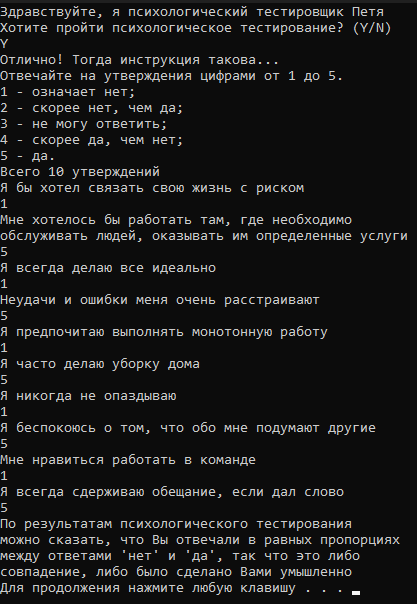 Здравствуйте, я психологический тестировщик Петя
Хотите пройти психологическое тестирование? (Y/N)
Y
Отлично! Тогда инструкция такова...
Отвечайте на утверждения цифрами от 1 до 5.
1 - означает нет;
2 - скорее нет, чем да;
3 - не могу ответить;
4 - скорее да, чем нет;
5 - да.
Всего 10 утверждений
Я бы хотел связать свою жизнь с риском
1
Мне хотелось бы работать там, где необходимо
обслуживать людей, оказывать им определенные услуги
5
Я всегда делаю все идеально
1
Неудачи и ошибки меня очень расстраивают
5
Я предпочитаю выполнять монотонную работу
1
Я часто делаю уборку дома
5
Я никогда не опаздываю
1
Я беспокоюсь о том, что обо мне подумают другие
5
Мне нравиться работать в команде
1
Я всегда сдерживаю обещание, если дал слово
5
По результатам психологического тестирования
можно сказать, что Вы отвечали в равных пропорциях
между ответами 'нет' и 'да', так что это либо
совпадение, либо было сделано Вами умышленно
Для продолжения нажмите любую клавишу . . .